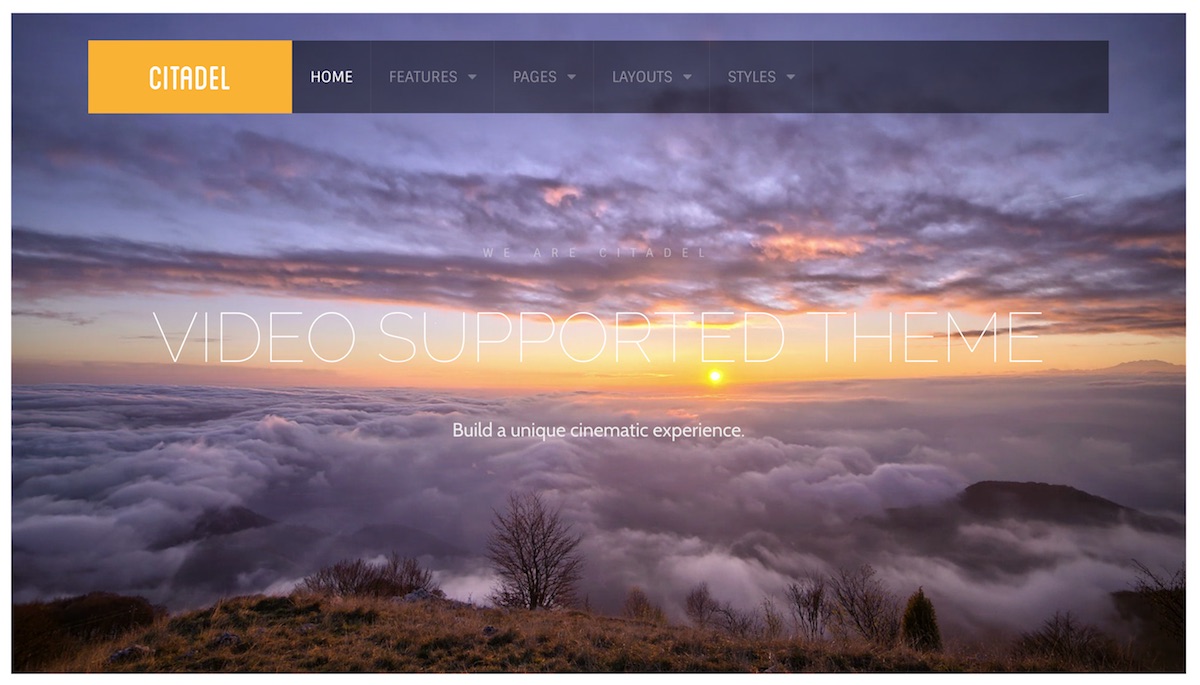 CITADEL
HOME FEATURES PAGES LAYOUTS STYLES
WE ARE CITADEL
VIDEO SUPPORTED THEME
Build a unique cinematic experience.